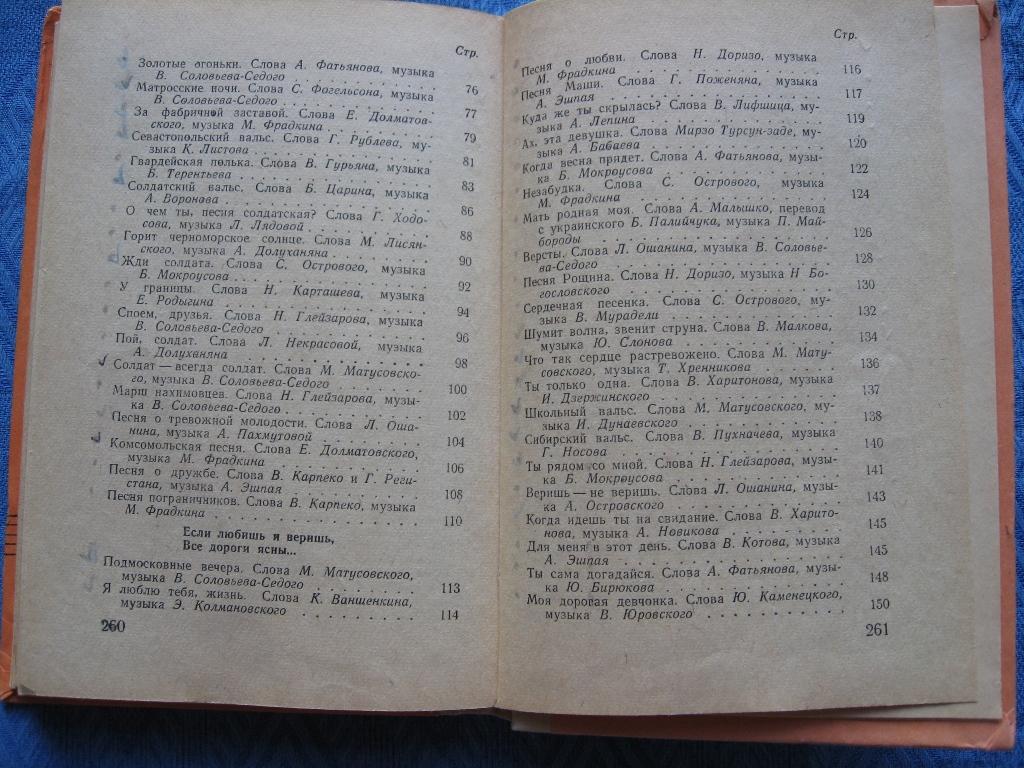 Стр.
Золотые огоньки. Слова А. Фатьянова, музыка
В. Соловьева-Седого 76
Матросские ночи. Слова С. Фогельсона, музыка
В. Соловьева-Седого 77
За фабричной заставой. Слова Е. Долматов-
ского, музыка М. Фрадкина 79
Севастопольский вальс. Слова Г. Рублева, му-
зыка К. Листова 81
Гвардейская полька. Слова В. Гурьяна, музыка
Б. Терентьева 83
Солдатский вальс. Слова Б. Царина, музыка
А. Воронова 86
О чем ты, песня солдатская? Слова Г. Ходо-
сова, музыка Л. Лядовой 88
Горит черноморское солнце. Слова М. Лисян-
ского, музыка А. Долуханяна 90
Жди солдата. Слова С. Острового, музыка
Б. Мокроусова 92
У границы. Слова Н. Карташева, музыка
Е. Родыгина 94
Споем, друзья. Слова Н. Глейзарова, музыка
В. Соловьева-Седого 96
Пой, солдат. Слова Л. Некрасовой, музыка
А. Долуханяна 98
Солдат — всегда солдат. Слова М. Матусовско-
го, музыка В. Соловьева-Седого 100
Марш нахимовцев. Слова Н. Глейзарова, музы-
ка В. Соловьева-Седого 102
Песня о тревожной молодости. Слова Л. Оша-
нина, музыка А. Пахмутовой 104
Комсомольская песня. Слова Е. Долматовского,
музыка М. Фрадкина 106
Песня о дружбе. Слова В. Карпеко и Г. Реги-
стана, музыка А. Эшпая 108
Песня пограничников. Слова В. Карпеко, музыка
М. Фрадкина 110
Если любишь и веришь,
Все дороги ясны...
Подмосковные вечера. Слова М. Матусовского,
музыка В. Соловьева-Седого 113
Я люблю тебя, жизнь. Слова К. Ваншенкина,
музыка Э. Колмановского 114
260
Стр.
Песня о любви. Слова Н. Доризо, музыка
М. Фрадкина 116
Песня Маши. Слова Г. Поженяна, музыка
А. Эшпая 117
Куда же ты скрылась? Слова В. Лифшица, му-
зыка А. Лепина 119
Ах, эта девушка. Слова Мирзо Турсун-заде, му-
зыка А. Бабаева 120
Когда весна придет. Слова А. Фатьянова, музы-
ка Б. Мокроусова 122
Незабудка. Слова С. Острового, музыка
М. Фрадкина 124
Мать родная моя. Слова А. Малышко, перевод
с украинского Б. Палийчука, музыка П. Май-
бороды 126
Версты. Слова Л. Ошанина, музыка В. Соловье-
ва-Седого 128
Песня Рощина. Слова Н. Доризо, музыка Н Бо-
гословского 130
Сердечная песенка. Слова С. Острового, му-
зыка В. Мурадели 132
Шумит волна, звенит струна. Слова В. Малкова,
музыка Ю. Слонова 134
Что так сердце растревожено. Слова М. Мату-
совского, музыка Т. Хренникова 136
Ты только одна. Слова В. Харитонова, музыка
И. Дзержинского 137
Школьный вальс. Слова М. Матусовского, му-
зыка И. Дунаевского 138
Сибирский вальс. Слова В. Пухначева, музыка
Г. Носова 140
Ты рядом со мной. Слова Н. Глейзарова, музы-
ка Б. Мокроусова 141
Веришь — не веришь. Слова Л. Ошанина, музы-
ка А. Островского 143
Когда идешь ты на свидание. Слова В. Харито-
нова, музыка А. Новикова 145
Для меня в этот день. Слова В. Котова, музыка
А. Эшпая 145
Ты сама догадайся. Слова А. Фатьянова, музы-
ка Ю. Бирюкова 148
Моя дорогая девчонка. Слова Ю. Каменецкого,
музыка В. Юровского 150
261